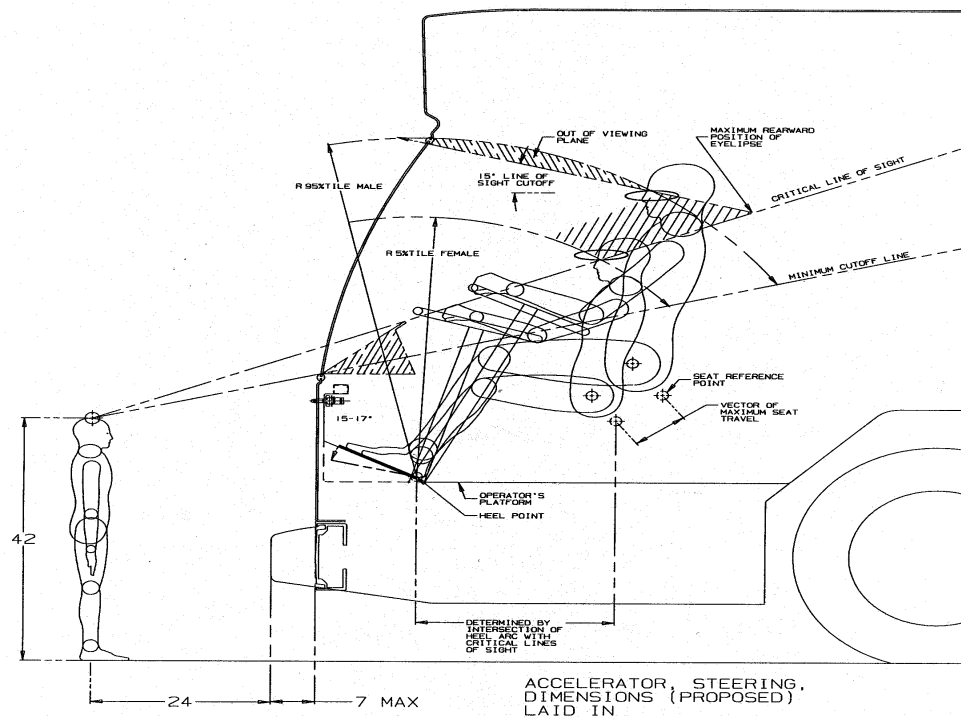 OUT OF VIEWING
PLANE
MAXIMUM REARWARD
POSITION OF
EYELIPSE
R 95%TILE MALE
15° LINE OF
SIGHT CUTOFF
CRITICAL LINE OF SIGHT
R 5%TILE FEMALE
MINIMUM CUTOFF LINE
SEAT REFERENCE
POINT
15-17°
VECTOR OF
MAXIMUM SEAT
TRAVEL
OPERATOR'S
PLATFORM
HEEL POINT
42
DETERMINED BY
INTERSECTION OF
HEEL ARC WITH
CRITICAL LINES
OF SIGHT
24
7 MAX
ACCELERATOR, STEERING,
DIMENSIONS (PROPOSED)
LAID IN